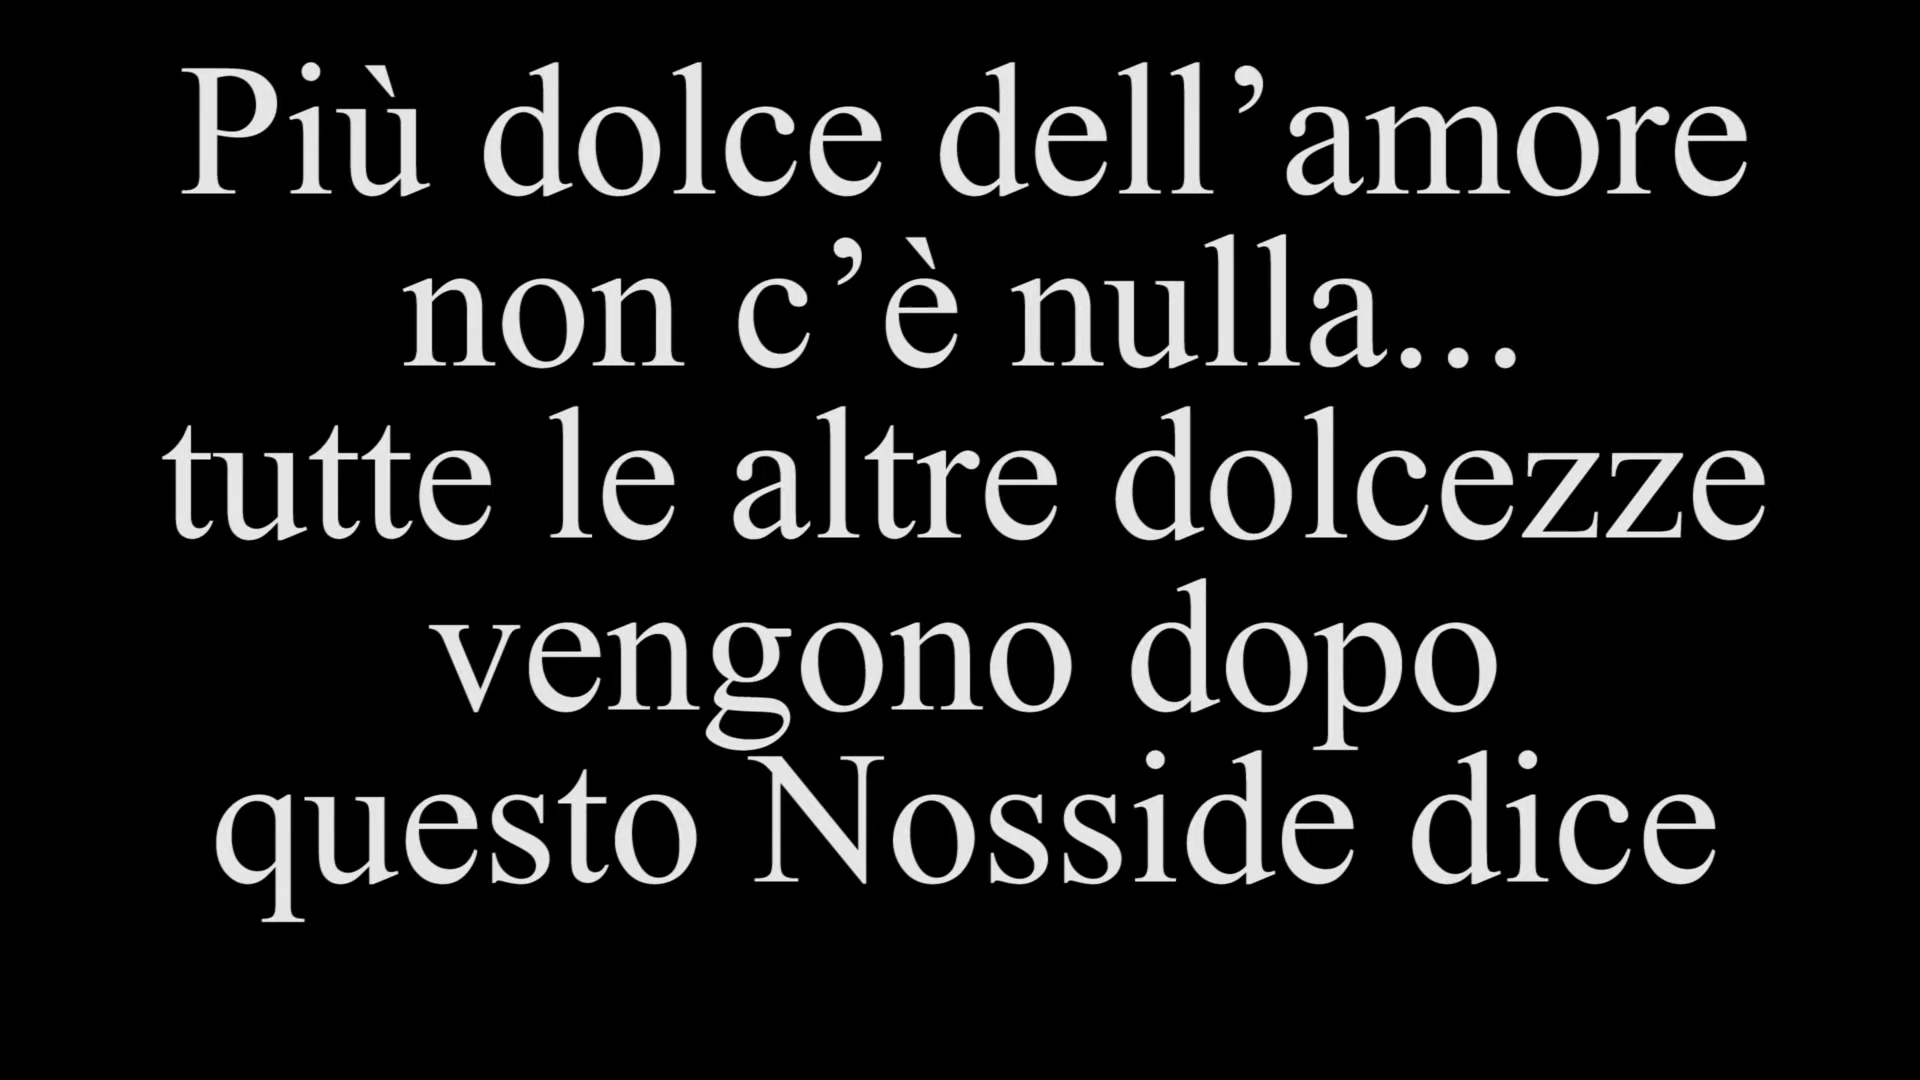 Più dolce dell’amore
non c’è nulla...
tutte le altre dolcezze
vengono dopo
questo Nosside dice